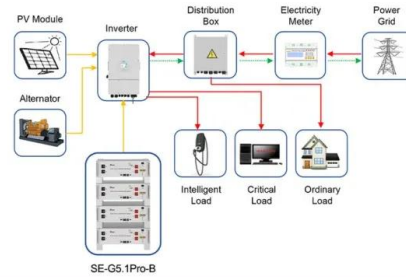 PV Module
Inverter
Distribution
Box
Electricity
Meter
Power
Grid
Alternator
Intelligent
Load
Critical
Load
Ordinary
Load
SE-G5.1Pro-B